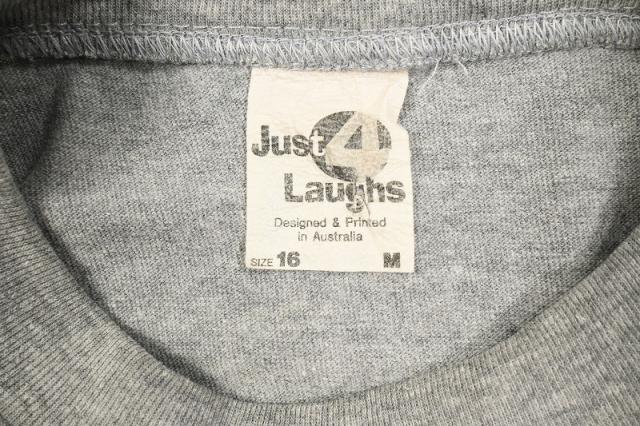 Just 4
Laughs
Designed & Printed
in Australia
SIZE 16 M